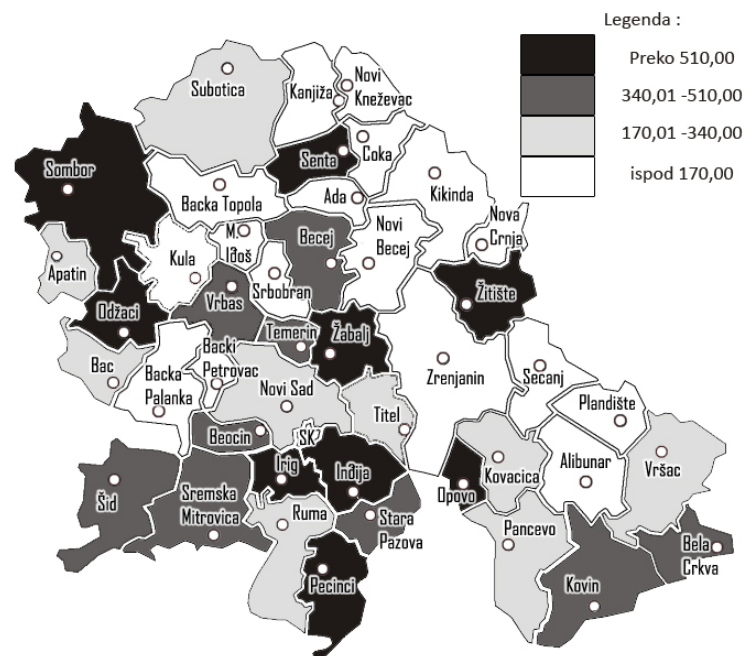 Legenda :
Preko 510,00
340,01 -510,00
170,01 -340,00
ispod 170,00
Subotica
Kanjiža
Novi
Kneževac
Sombor
Senta
Coka
Kikinda
Backa Topola
Ada
Apatin
Kula
M.
Iđoš
Becej
Novi
Becej
Nova
Crnja
Srbobran
Vrbas
Žitište
Odžaci
Temerin
Žabalj
Bac
Backa
Palanka
Backi
Petrovac
Novi Sad
Titel
Zrenjanin
Secanj
Plandište
Beocin
SK
Irig
Inđija
Opovo
Kovacica
Alibunar
Vršac
Šid
Sremska
Mitrovica
Ruma
Stara
Pazova
Pancevo
Bela
Crkva
Pecinci
Kovin